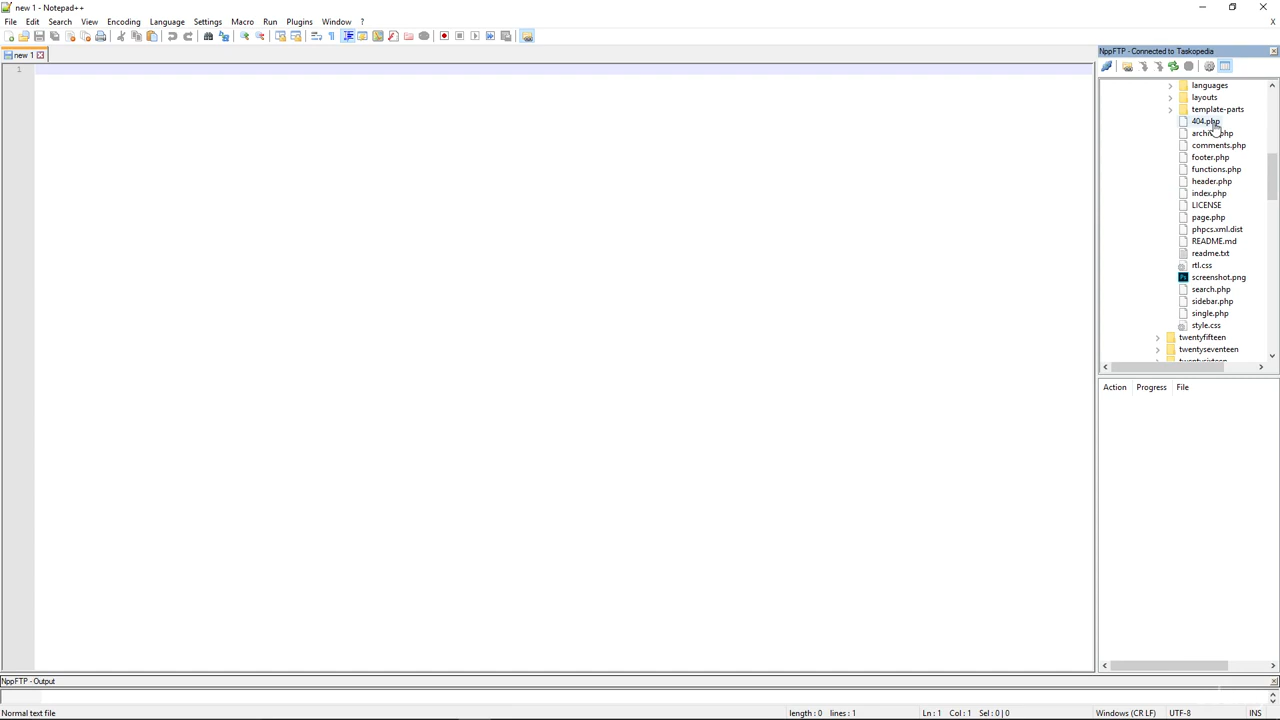 new 1 - Notepad++
File Edit Search View Encoding Language Settings Macro Run Plugins Window ?
X
new 1
NppFTP - Connected to Taskopedia
1
languages
layouts
template-parts
404.php
archive.php
comments.php
footer.php
functions.php
header.php
index.php
LICENSE
page.php
phpcs.xml.dist
README.md
readme.txt
rtl.css
screenshot.png
search.php
sidebar.php
single.php
style.css
twentyfifteen
twentyseventeen
Action Progress File
NppFTP - Output
Normal text file length : 0 lines : 1 Ln : 1 Col : 1 Sel : 0 | 0 Windows (CR LF) UTF-8 INS